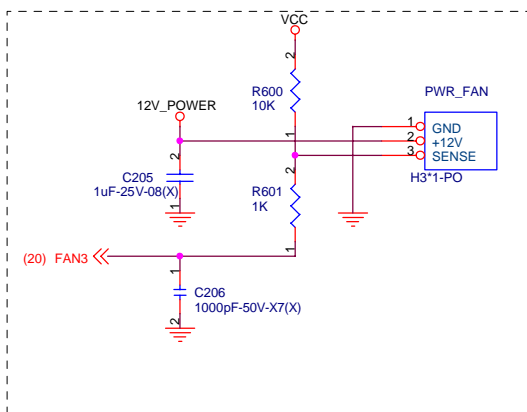 VCC
2
R600
10K
1
12V_POWER
PWR_FAN
1 GND
2 +12V
3 SENSE
H3*1-PO
2
C205
1uF-25V-08(X)
1
2
R601
1K
1
(20) FAN3
1
C206
1000pF-50V-X7(X)
2